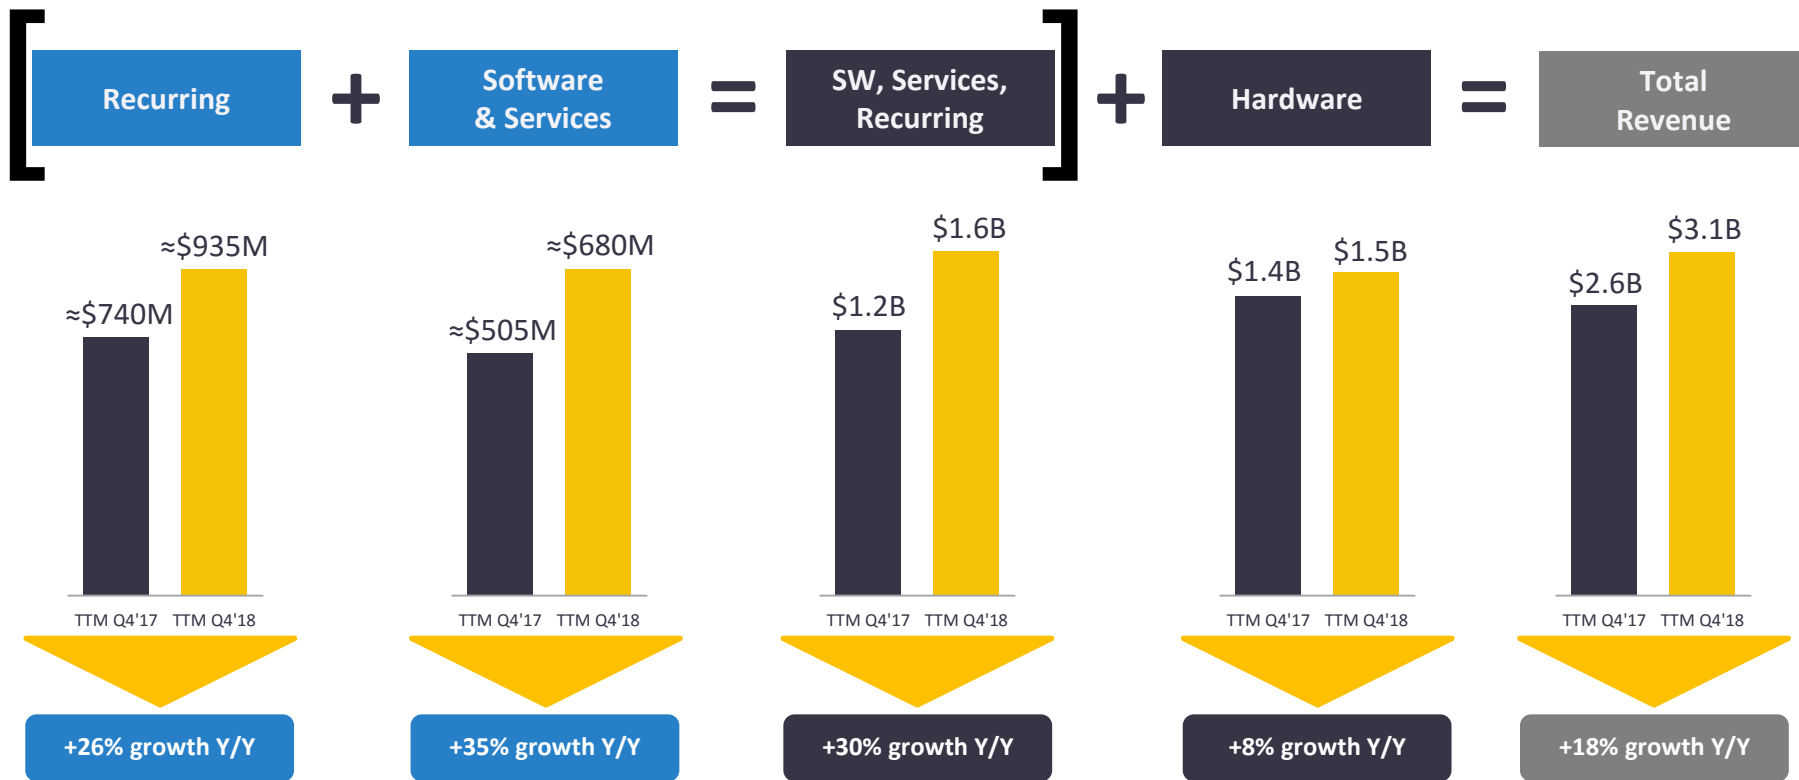 [
Recurring
+
Software
& Services
=
SW, Services,
Recurring
]
+
Hardware
=
Total
Revenue
≈$740M
≈$935M
TTM Q4'17 TTM Q4'18
+26% growth Y/Y
≈$505M
≈$680M
TTM Q4'17 TTM Q4'18
+35% growth Y/Y
$1.2B
$1.6B
TTM Q4'17 TTM Q4'18
+30% growth Y/Y
$1.4B
$1.5B
TTM Q4'17 TTM Q4'18
+8% growth Y/Y
$2.6B
$3.1B
TTM Q4'17 TTM Q4'18
+18% growth Y/Y